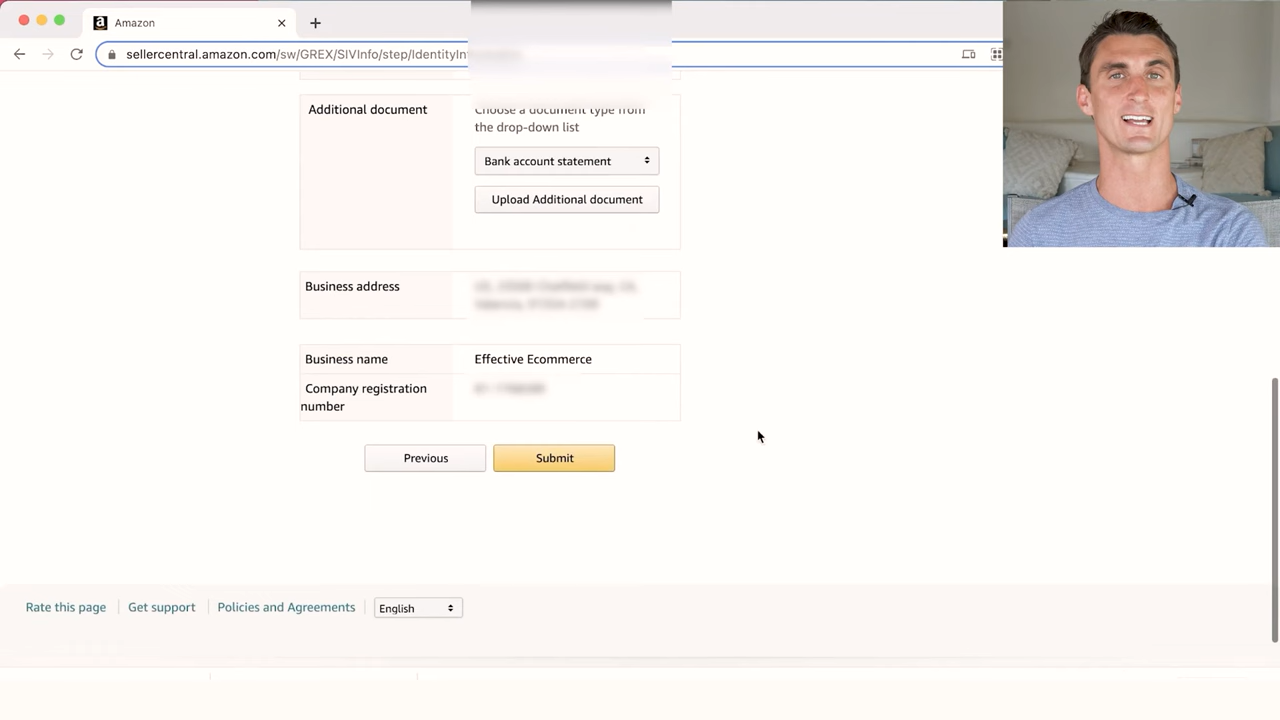 Amazon
sellercentral.amazon.com/sw/GREX/SIVInfo/step/IdentityIn
Additional document
Choose a document type from
the drop-down list
Bank account statement
Upload Additional document
Business address
Business name
Effective Ecommerce
Company registration
number
Previous
Submit
Rate this page
Get support
Policies and Agreements
English